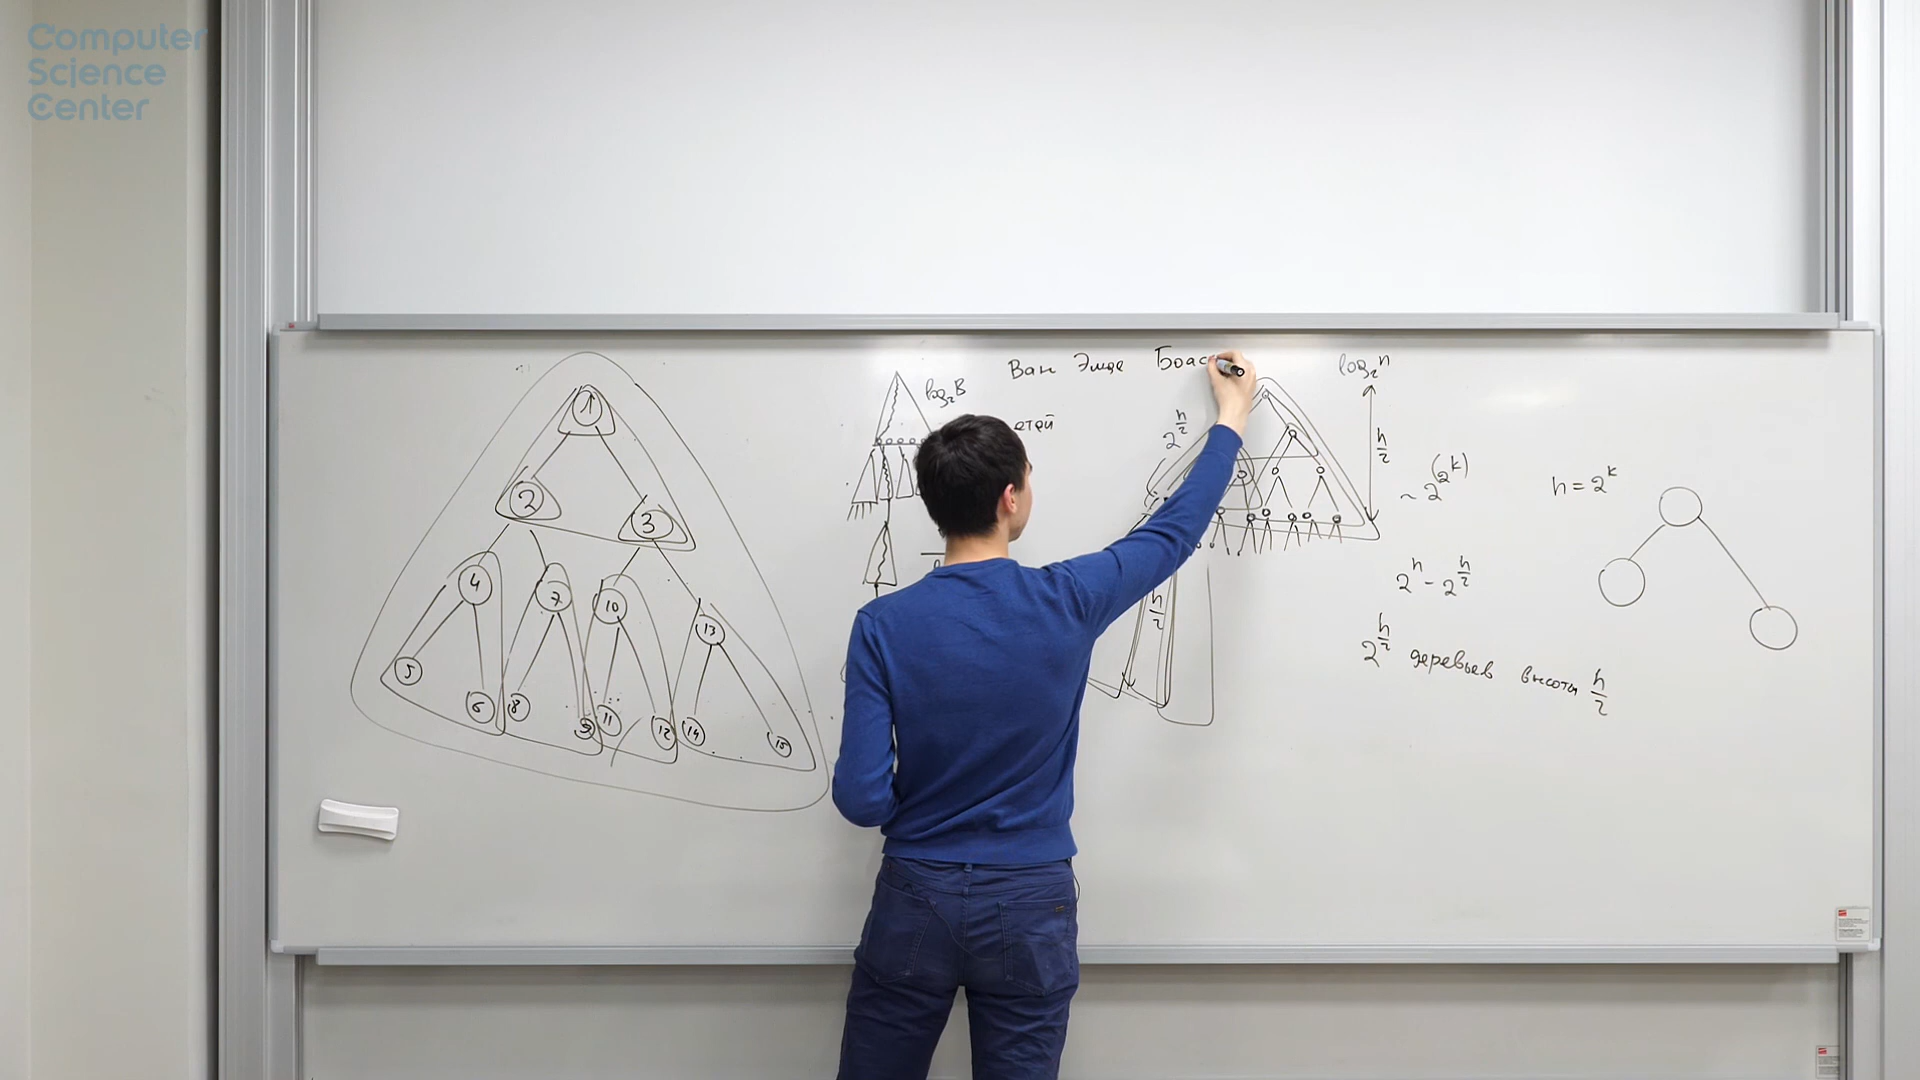 Computer
Science
Center
Ван Эмде Боас
log₂n
log₂B
етей
1
2
3
4
7
10
13
5
6
8
9
11
12
14
15
2^(h/2)
h/2
~ 2^(2^k)
h = 2^k
2^h - 2^(h/2)
h/2
2^(h/2) деревьев высоты h/2